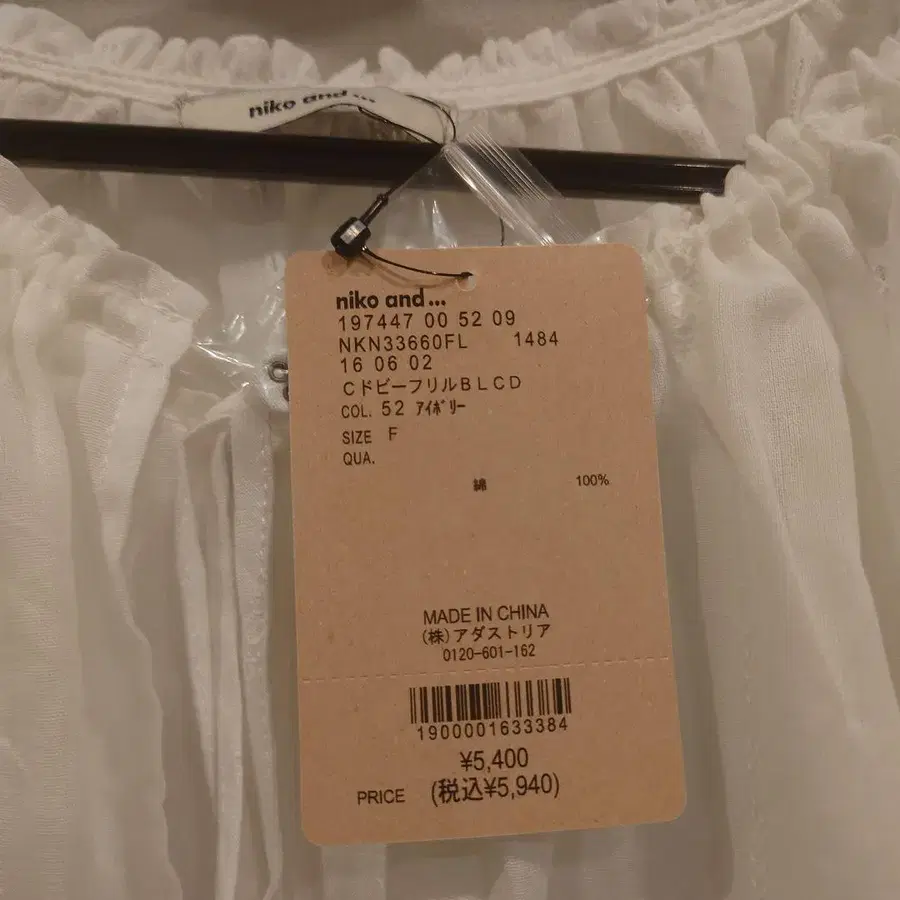 niko and...
niko and...
197447 00 52 09
NKN33660FL 1484
16 06 02
CドビーフリルBLCD
COL. 52 ｱｲﾎﾞﾘｰ
SIZE F
QUA.
綿 100%
MADE IN CHINA
(株)アダストリア
0120-601-162
1900001633384
¥5,400
PRICE (税込¥5,940)